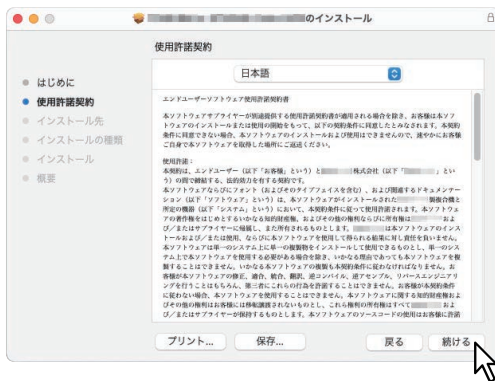 のインストール
使用許諾契約
日本語
はじめに
使用許諾契約
インストール先
インストールの種類
インストール
概要
エンドユーザーソフトウェア使用許諾契約書
本ソフトウェアサプライヤーが別途提供する使用許諾契約書が適用される場合を除き、お客様は本ソフ
トウェアのインストールまたは使用の開始をもって、以下の契約条件に同意したとみなされます。本契約
条件に同意できない場合、本ソフトウェアのインストールおよび使用はできませんので、速やかにお客様
ご自身で本ソフトウェアを取得した場所にご返送ください。
使用許諾：
本契約は、エンドユーザー（以下「お客様」という）と 株式会社（以下「 」とい
う）の間で締結する、法的効力を有する契約です。
本ソフトウェアならびにフォント（およびそのタイプフェイスを含む）、および関連するドキュメンテー
ション（以下「ソフトウェア」という）は、本ソフトウェアがインストールされた 製複合機と
所定の機器（以下「システム」という）において、本契約条件に従って使用許諾されます。本ソフトウェ
アの著作権をはじめとするいかなる知的財産権、およびその他の権利ならびに所有権は およ
び／またはサプライヤーに帰属し、また所有されるものとします。 は本ソフトウェアのインス
トールおよび／または使用、ならびに本ソフトウェアを使用して得られる結果に対し責任を負いません。
本ソフトウェアは単一のシステム上に単一の複製物をインストールして使用できるものとし、単一のシス
テム上で本ソフトウェアを使用する必要がある場合を除き、いかなる理由であっても本ソフトウェアを複
製することはできません。いかなる本ソフトウェアの複製も本契約条件に従わなければなりません。お
客様が本ソフトウェアの修正、適合、統合、翻訳、逆コンパイル、逆アセンブル、リバースエンジニアリ
ングを行うことはもちろん、第三者にこれらの行為を許諾することはできません。お客様が本契約条件
に従わない場合、本ソフトウェアを使用することはできません。本ソフトウェアに関する知的財産権およ
びその他の権利はお客様には移転譲渡されないものとし、これら権利の所有権はすべて およ
び／またはサプライヤーが保持するものとします。本ソフトウェアのソースコードの使用はお客様に許諾
プリント... 保存... 戻る 続ける